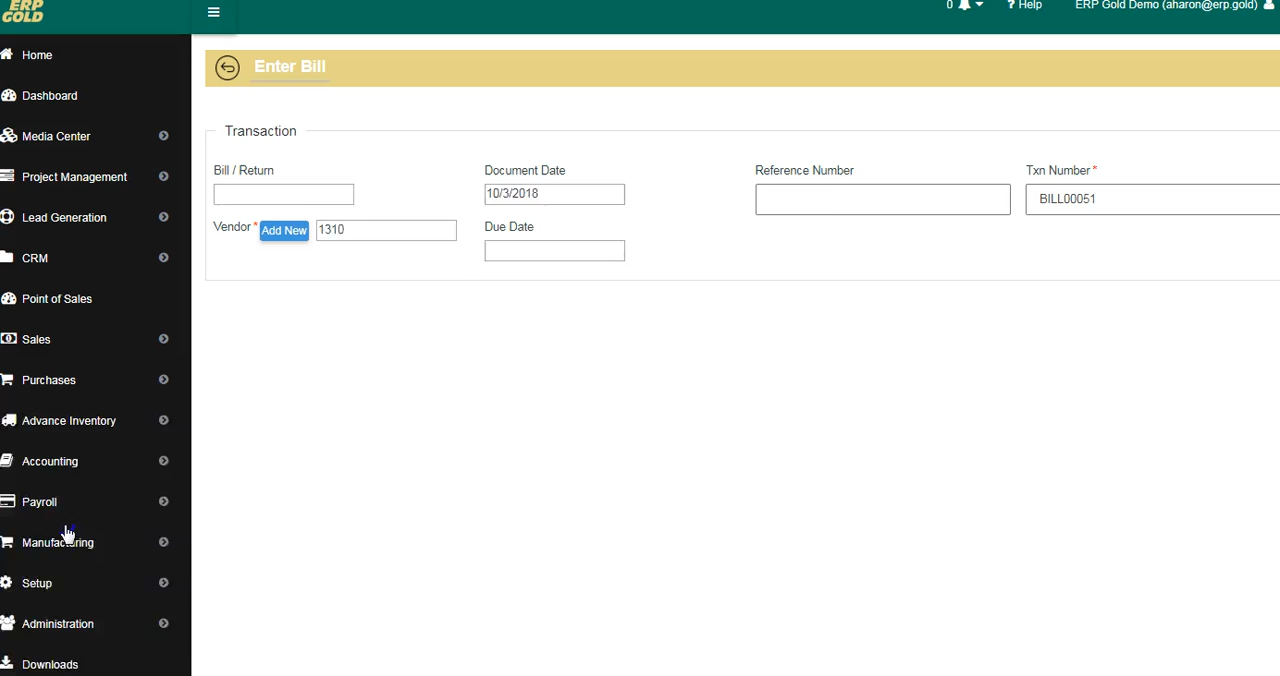 ERP
GOLD
0
? Help
ERP Gold Demo (aharon@erp.gold)
Home
Dashboard
Media Center
Project Management
Lead Generation
CRM
Point of Sales
Sales
Purchases
Advance Inventory
Accounting
Payroll
Manufacturing
Setup
Administration
Downloads
Enter Bill
Transaction
Bill / Return
Document Date
Reference Number
Txn Number*
10/3/2018
BILL00051
Vendor * Add New 1310
Due Date